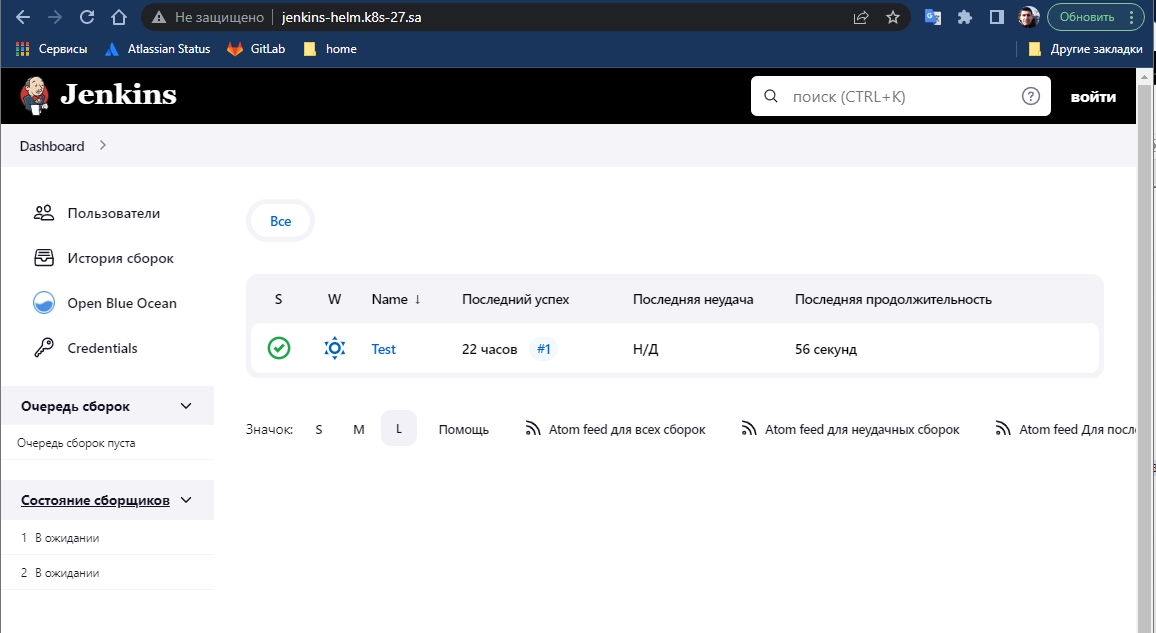 Не защищено jenkins-helm.k8s-27.sa Обновить
Сервисы Atlassian Status GitLab home Другие закладки
Jenkins поиск (CTRL+K) войти
Dashboard
Пользователи
История сборок
Open Blue Ocean
Credentials
Очередь сборок
Очередь сборок пуста
Состояние сборщиков
1 В ожидании
2 В ожидании
Все
S W Name ↓ Последний успех Последняя неудача Последняя продолжительность
Test 22 часов #1 Н/Д 56 секунд
Значок: S M L Помощь Atom feed для всех сборок Atom feed для неудачных сборок Atom feed Для